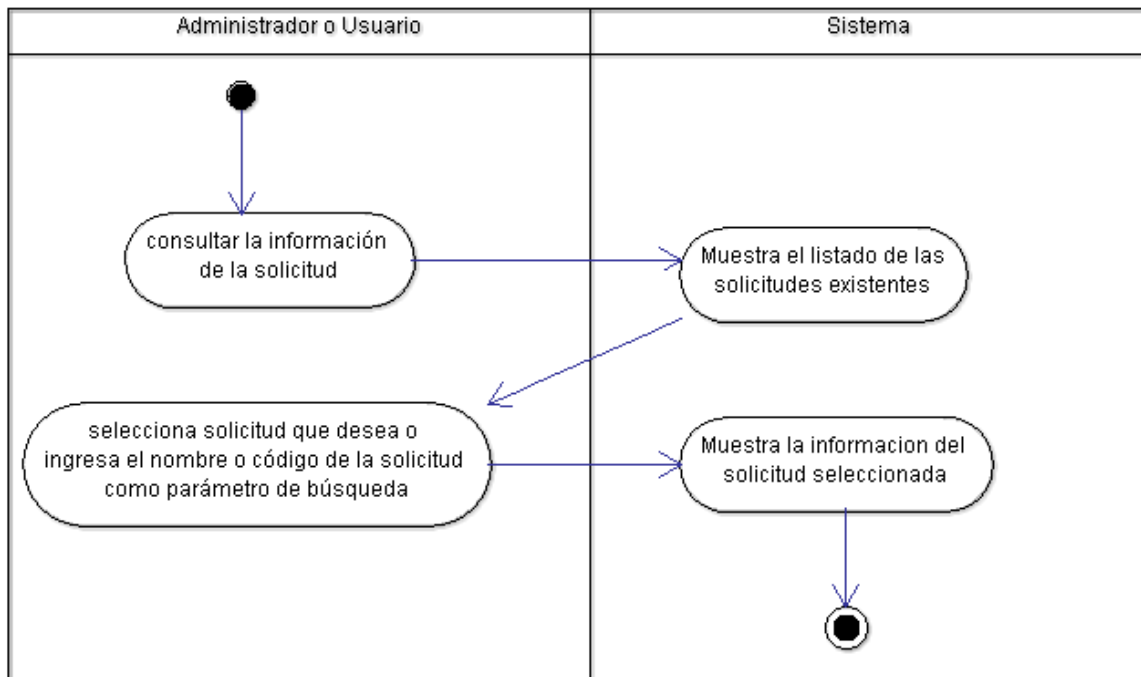 Administrador o Usuario
Sistema
consultar la información
de la solicitud
Muestra el listado de las
solicitudes existentes
selecciona solicitud que desea o
ingresa el nombre o código de la solicitud
como parámetro de búsqueda
Muestra la informacion del
solicitud seleccionada